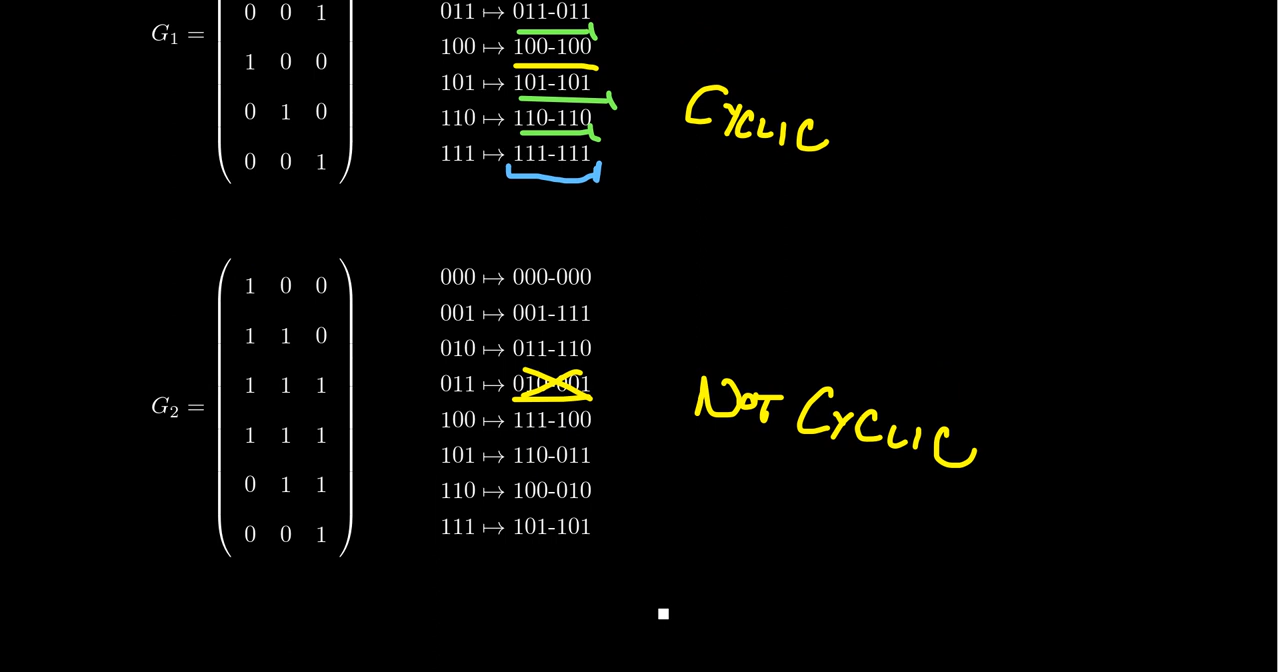 0 0 1 011 ↦ 011-011
G₁ =
1 0 0 100 ↦ 100-100
101 ↦ 101-101
0 1 0 110 ↦ 110-110
CYCLIC
0 0 1 111 ↦ 111-111
1 0 0 000 ↦ 000-000
001 ↦ 001-111
1 1 0 010 ↦ 011-110
1 1 1 011 ↦ 010-001
G₂ =
NOT CYCLIC
1 1 1 100 ↦ 111-100
101 ↦ 110-011
0 1 1 110 ↦ 100-010
0 0 1 111 ↦ 101-101